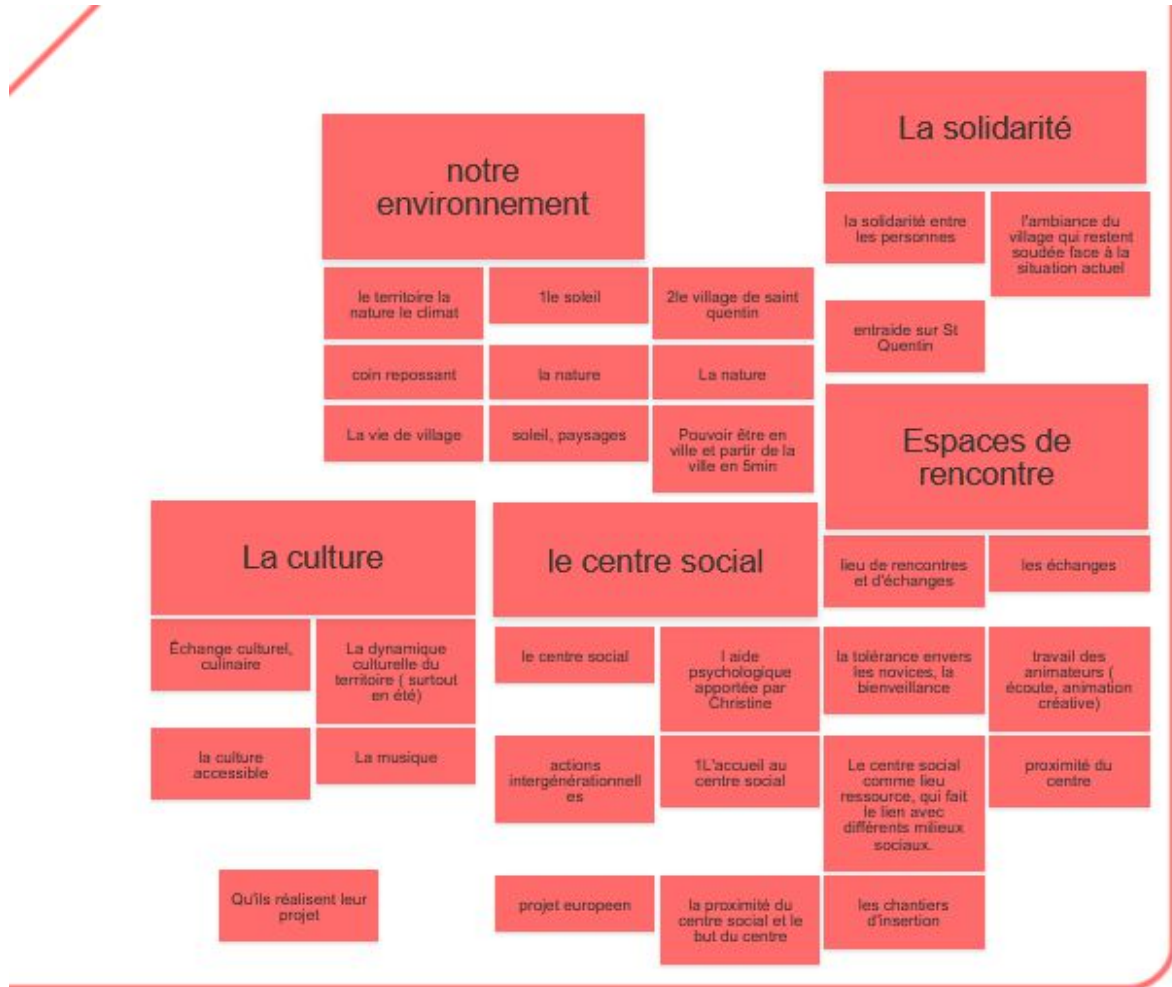 notre
environnement
le territoire la
nature le climat
1le soleil
2le village de saint
quentin
coin repossant
la nature
La nature
La vie de village
soleil, paysages
Pouvoir être en
ville et partir de la
ville en 5min
La solidarité
la solidarité entre
les personnes
l'ambiance du
village qui restent
soudée face à la
situation actuel
entraide sur St
Quentin
Espaces de
rencontre
lieu de rencontres
et d'échanges
les échanges
La culture
Échange culturel,
culinaire
La dynamique
culturelle du
territoire ( surtout
en été)
la culture
accessible
La musique
Qu'ils réalisent leur
projet
le centre social
le centre social
l aide
psychologique
apportée par
Christine
la tolérance envers
les novices, la
bienveillance
travail des
animateurs (
écoute, animation
créative)
actions
intergénérationnell
es
1L'accueil au
centre social
Le centre social
comme lieu
ressource, qui fait
le lien avec
différents milieux
sociaux.
proximité du
centre
projet europeen
la proximité du
centre social et le
but du centre
les chantiers
d'insertion